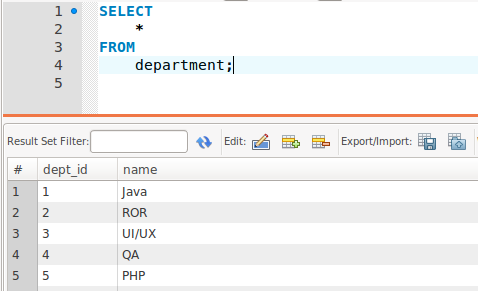 1 SELECT
2 *
3 FROM
4 department;
5
Result Set Filter: Edit: Export/Import:
# dept_id name
1 1 Java
2 2 ROR
3 3 UI/UX
4 4 QA
5 5 PHP